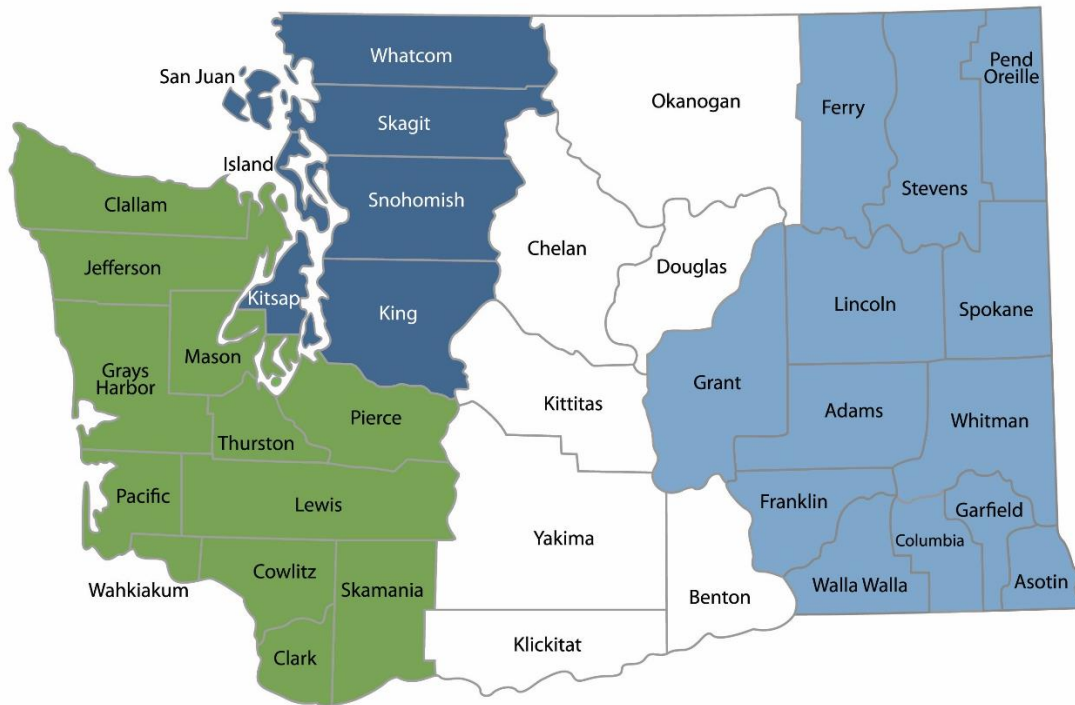 Whatcom
San Juan
Pend
Oreille
Okanogan
Ferry
Skagit
Island
Stevens
Snohomish
Clallam
Chelan
Jefferson
Douglas
Kitsap
Lincoln
Spokane
King
Mason
Grays
Harbor
Grant
Kittitas
Adams
Pierce
Whitman
Thurston
Pacific
Lewis
Franklin
Garfield
Yakima
Columbia
Wahkiakum
Cowlitz
Skamania
Walla Walla
Asotin
Benton
Klickitat
Clark